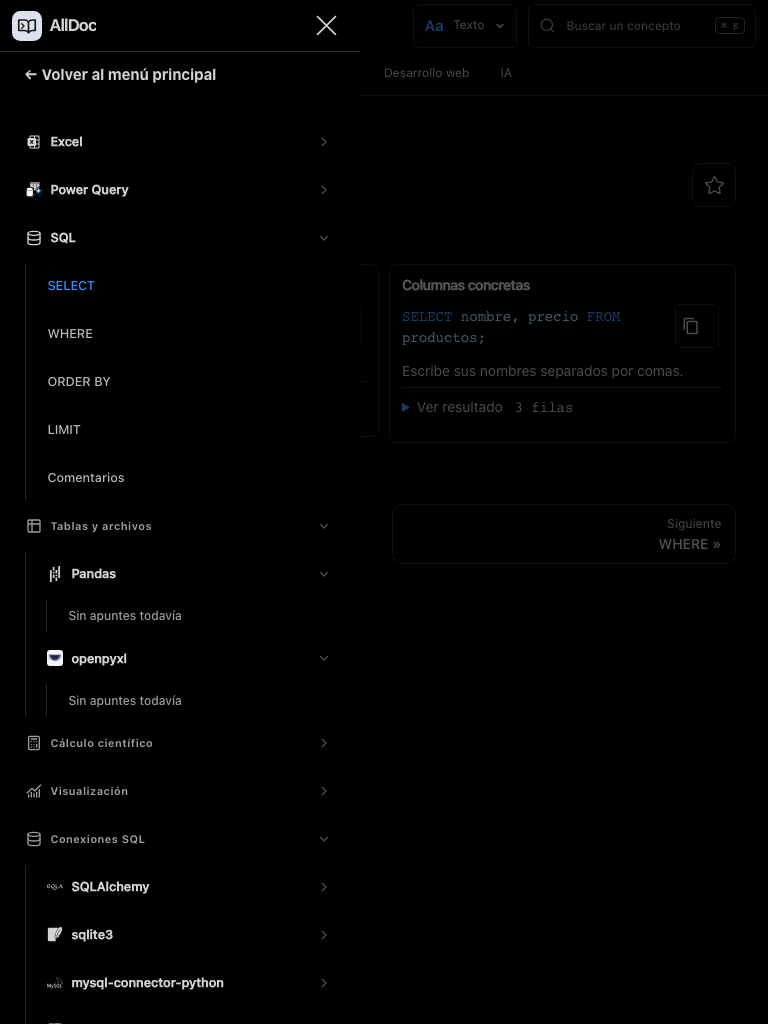 AllDoc
Aa Texto
Buscar un concepto
⌘ K
← Volver al menú principal
Desarrollo web
IA
Excel
Power Query
SQL
SELECT
WHERE
ORDER BY
LIMIT
Comentarios
Tablas y archivos
Pandas
Sin apuntes todavía
openpyxl
Sin apuntes todavía
Cálculo científico
Visualización
Conexiones SQL
SQLAlchemy
sqlite3
MySQL
mysql-connector-python
Columnas concretas
SELECT nombre, precio FROM
productos;
Escribe sus nombres separados por comas.
Ver resultado 3 filas
Siguiente
WHERE »